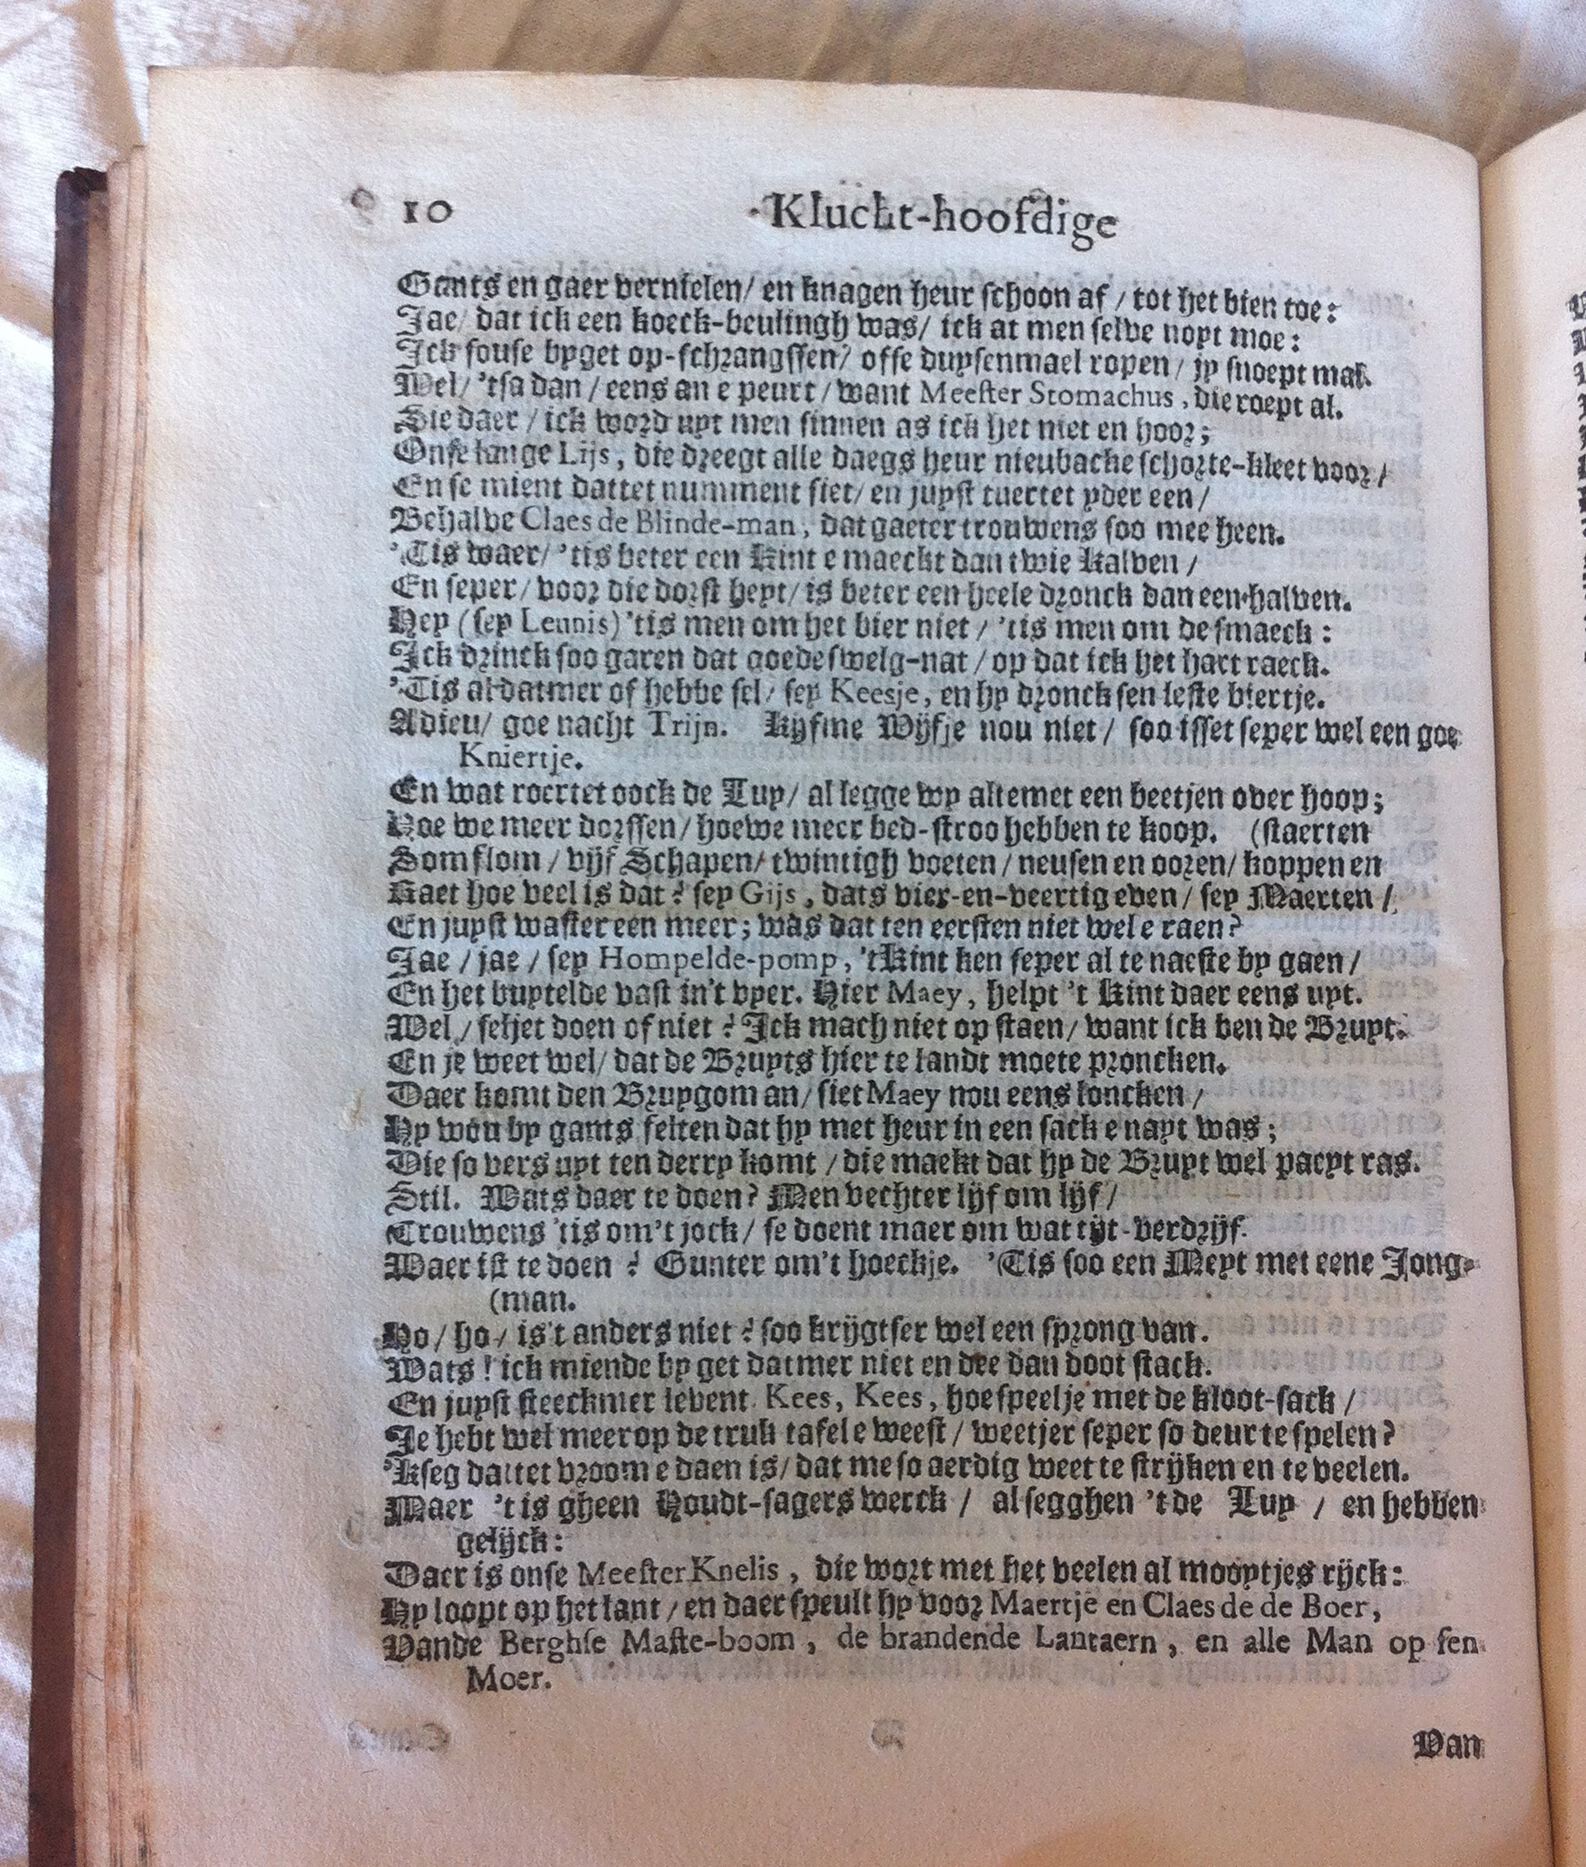 10 Klucht-hoofdige
Gants en gaer vernielen / en knagen heur schoon af / tot het bien toe:
Jae / dat ick een koeck-beulingh was / ick at men selve noyt moe:
Ick souse byget op-schrangssen / offe duysenmael ropen / jy snoept mal.
Wel / 'tsa dan / eens an e peurt / want Meester Stomachus, die roept al.
Sie daer / ick word uyt men sinnen as ick het niet en hoor;
Onse lange Lijs, die dreegt alle daegs heur nieubacke schorte-kleet voor /
En se mient dattet numment siet / en juyst tuertet yder een /
Behalve Claes de Blinde-man, dat gaeter trouwens soo mee heen.
'Tis waer / 'tis beter een Kint e maeckt dan twie Kalven /
En seper / voor die dorst heyt / is beter een heele dronck dan een halven.
Hey (sey Leunis) 'tis men om het bier niet / 'tis men om de smaeck:
Ick drinck soo garen dat goede swelg-nat / op dat ick het hart raeck.
'Tis al datmer of hebbe sel / sey Keesje, en hy dronck sen leste biertje.
Adieu / goe nacht Trijn. Kijfme Wijfje nou niet / soo isset seper wel een goe
Kniertje.
En wat roertet oock de Luy / al legge wy altemet een beetjen over hoop;
Hoe we meer dorssen / hoe we meer bed-stroo hebben te koop. (staerten
Somslom / vijf Schapen / twintigh voeten / neusen en ooren / koppen en
Raet hoe veel is dat? sey Gijs, dats vier-en-veertig even / sey Maerten /
En juyst waster een meer; was dat ten eersten niet wel e raen?
Jae / jae / sey Hompelde-pomp, 't Kint ken seper al te naeste by gaen /
En het buytelde vast in't vyer. Hier Maey, helpt 't Kint daer eens uyt.
Wel / seljet doen of niet? Ick mach niet op staen / want ick ben de Bruyt.
En je weet wel / dat de Bruyts hier te landt moete proncken.
Daer komt den Bruygom an / siet Maey nou eens loncken /
Hy wou by gants felten dat hy met heur in een sack e nayt was;
Die so vers uyt ten derry komt / die maekt dat hy de Bruyt wel paeyt ras.
Stil. Wats daer te doen? Men vechter lijf om lijf /
Trouwens 'tis om't jock / se doent maer om wat tijt-verdrijf.
Waer ist te doen? Gunter om't hoeckje. 'Tis soo een Meyt met eene Jong-
(man.
Ho / ho / is't anders niet? soo krijgtser wel een sprong van.
Wats! ick miende by get datmer niet en dee dan doot stack.
En juyst steeckmer levent. Kees, Kees, hoe speelje met de kloot-sack /
Je hebt wel meer op de truk tafel e weest / weetjer seper so deur te spelen?
'Kseg dattet vroom e daen is / dat me so aerdig weet te strijken en te veelen.
Maer 't is gheen Houdt-sagers werck / al segghen 't de Luy / en hebben
gelijck:
Daer is onse Meester Knelis, die wort met het veelen al mooytjes rijck:
Hy loopt op het lant / en daer speult hy voor Maertje en Claes de de Boer,
Vande Berghse Maste-boom, de brandende Lantaern, en alle Man op sen
Moer.
Van